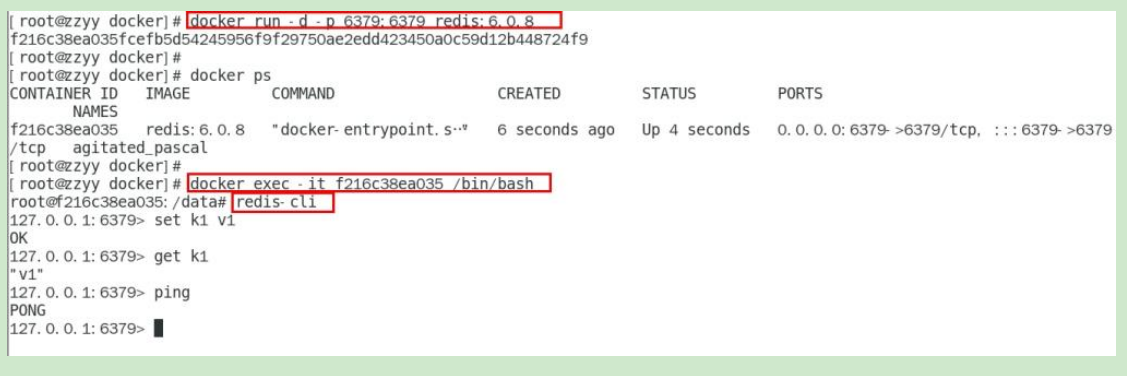 [root@zzyy docker]# docker run -d -p 6379:6379 redis:6.0.8
f216c38ea035fcefb5d54245956f9f29750ae2edd423450a0c59d12b448724f9
[root@zzyy docker]#
[root@zzyy docker]# docker ps
CONTAINER ID   IMAGE         COMMAND                  CREATED         STATUS         PORTS
NAMES
f216c38ea035   redis:6.0.8   "docker-entrypoint.s…"   6 seconds ago   Up 4 seconds   0.0.0.0:6379->6379/tcp, :::6379->6379
/tcp   agitated_pascal
[root@zzyy docker]#
[root@zzyy docker]# docker exec -it f216c38ea035 /bin/bash
root@f216c38ea035:/data# redis-cli
127.0.0.1:6379> set k1 v1
OK
127.0.0.1:6379> get k1
"v1"
127.0.0.1:6379> ping
PONG
127.0.0.1:6379>